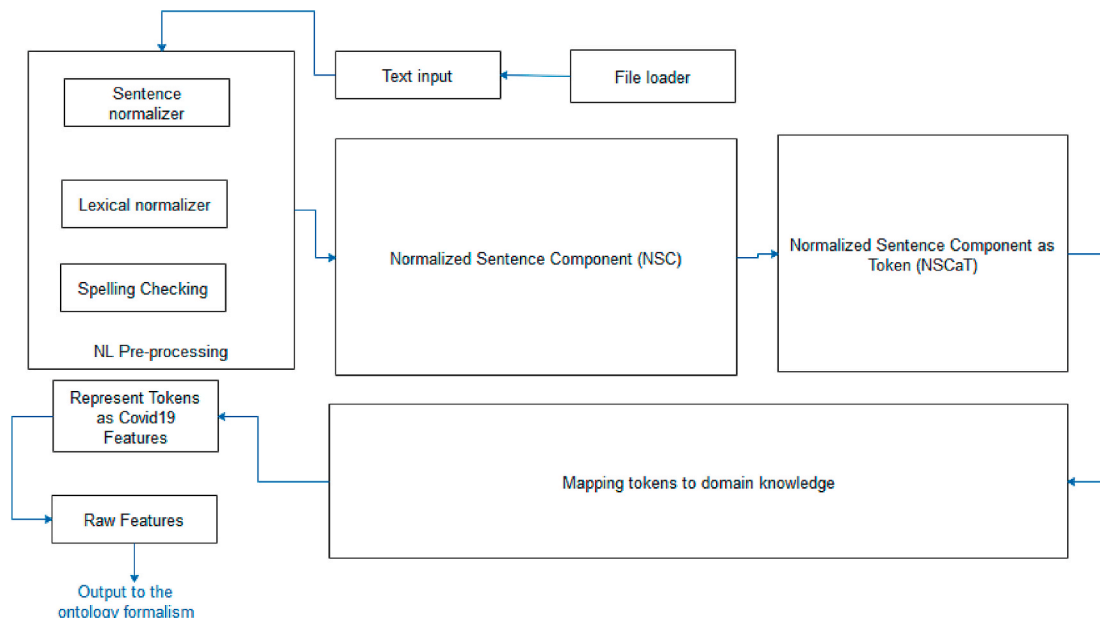 Text input
File loader
Sentence
normalizer
Lexical normalizer
Spelling Checking
NL Pre-processing
Normalized Sentence Component (NSC)
Normalized Sentence Component as
Token (NSCaT)
Represent Tokens
as Covid19
Features
Mapping tokens to domain knowledge
Raw Features
Output to the
ontology formalism